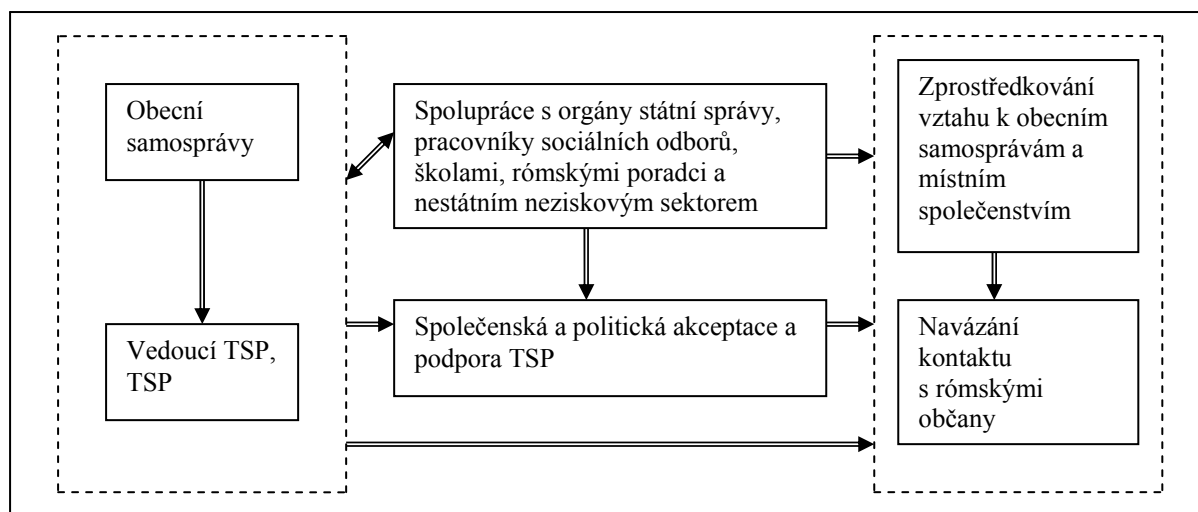 Obecní
samosprávy
Vedoucí TSP,
TSP
Spolupráce s orgány státní správy,
pracovníky sociálních odborů,
školami, rómskými poradci a
nestátním neziskovým sektorem
Společenská a politická akceptace a
podpora TSP
Zprostředkování
vztahu k obecním
samosprávám a
místním
společenstvím
Navázání
kontaktu
s rómskými
občany